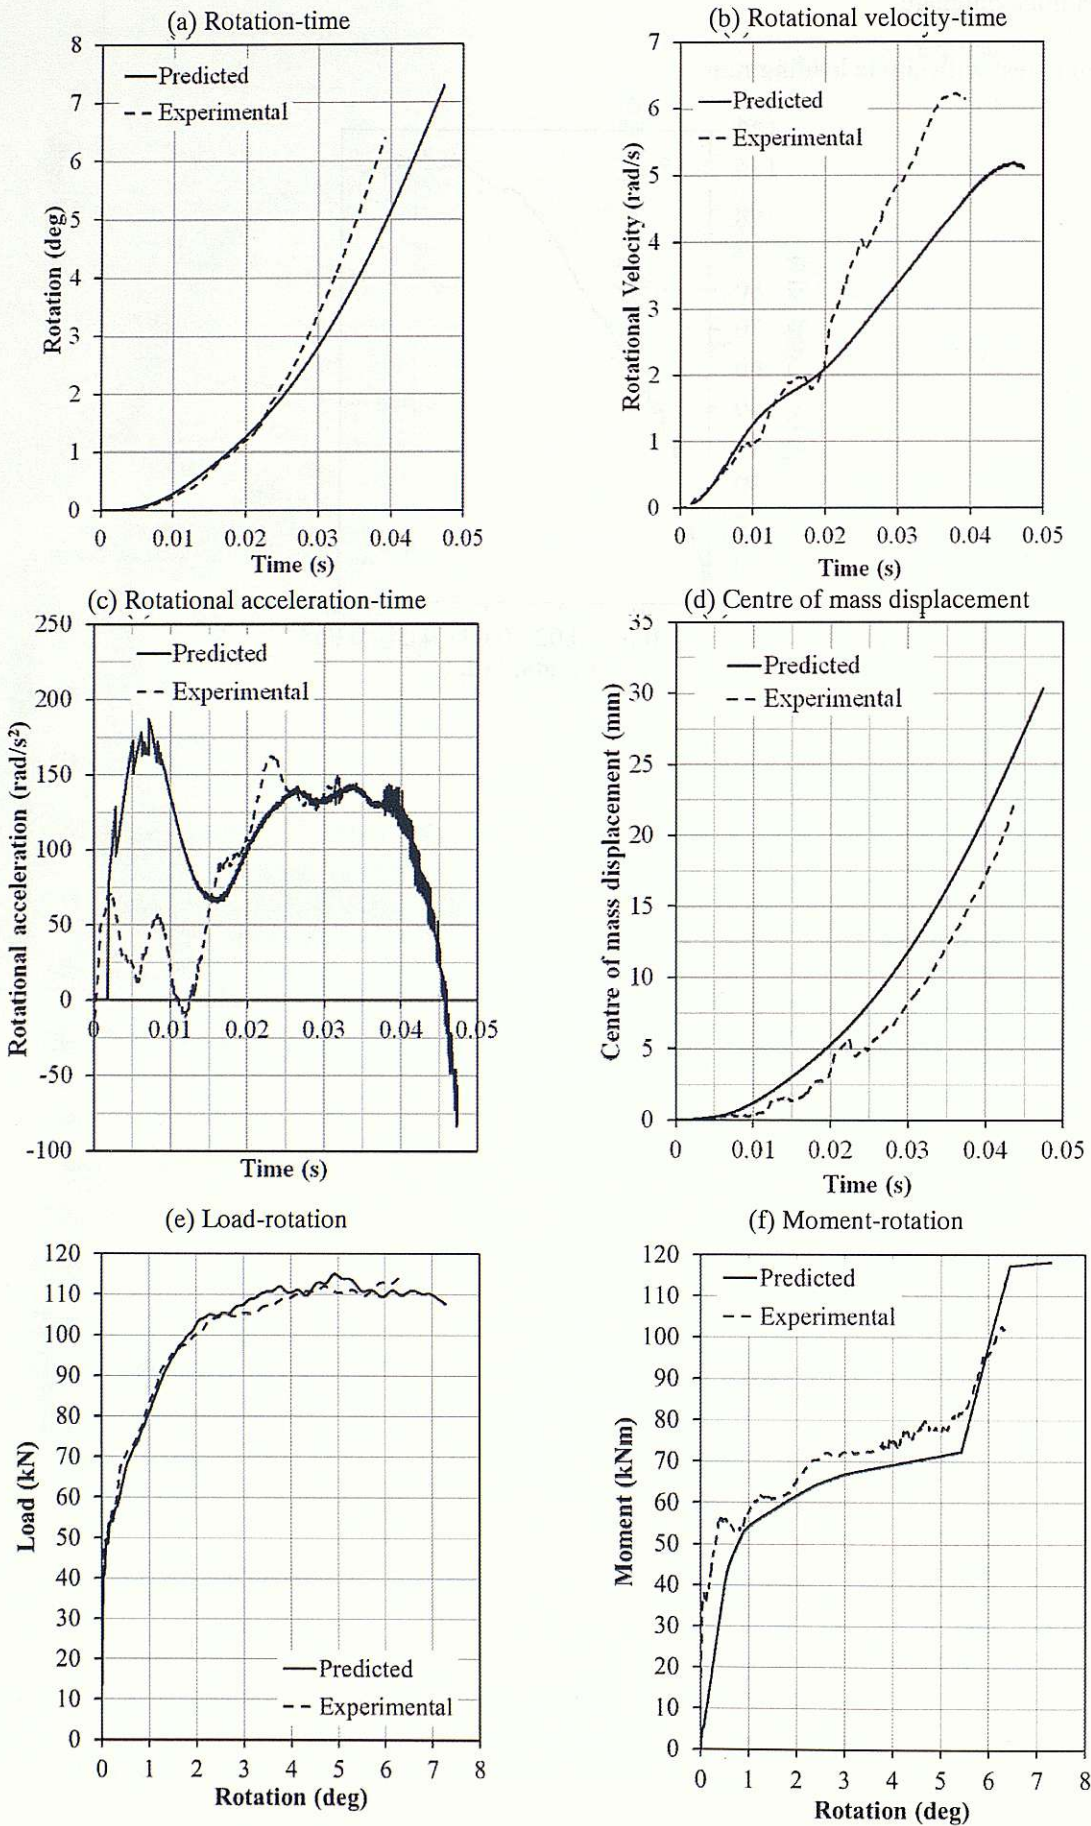 (a) Rotation-time
8
7
6
5
4
3
2
1
0
Rotation (deg)
Predicted
Experimental
0 0.01 0.02 0.03 0.04 0.05
Time (s)
(b) Rotational velocity-time
7
6
5
4
3
2
1
0
Rotational Velocity (rad/s)
Predicted
Experimental
0 0.01 0.02 0.03 0.04 0.05
Time (s)
(c) Rotational acceleration-time
250
200
150
100
50
0
-50
-100
Rotational acceleration (rad/s²)
Predicted
Experimental
0 0.01 0.02 0.03 0.04 0.05
Time (s)
(d) Centre of mass displacement
35
30
25
20
15
10
5
0
Centre of mass displacement (mm)
Predicted
Experimental
0 0.01 0.02 0.03 0.04 0.05
Time (s)
(e) Load-rotation
120
110
100
90
80
70
60
50
40
30
20
10
0
Load (kN)
Predicted
Experimental
0 1 2 3 4 5 6 7 8
Rotation (deg)
(f) Moment-rotation
120
110
100
90
80
70
60
50
40
30
20
10
0
Moment (kNm)
Predicted
Experimental
0 1 2 3 4 5 6 7 8
Rotation (deg)